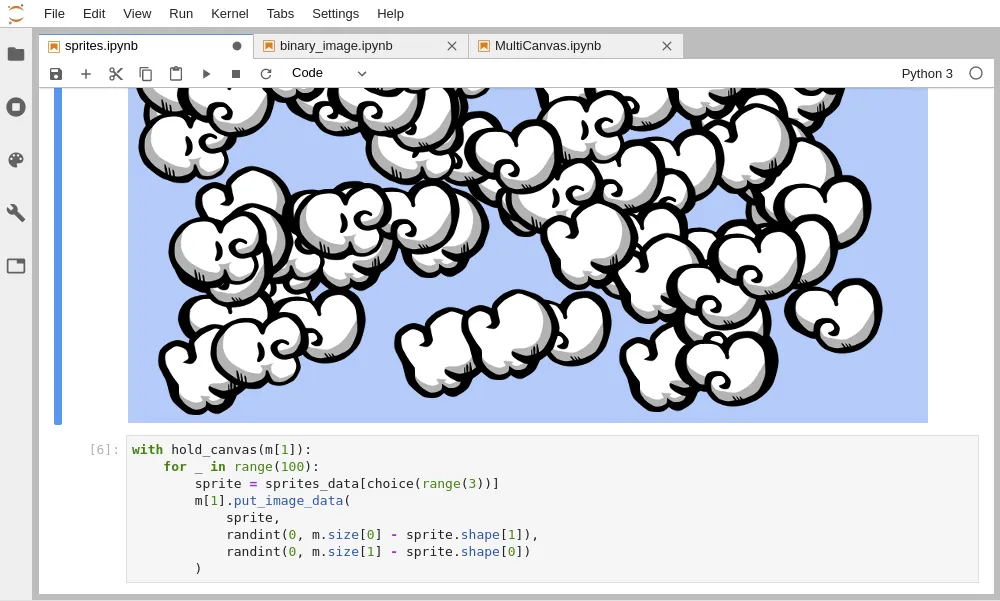 File Edit View Run Kernel Tabs Settings Help
sprites.ipynb binary_image.ipynb MultiCanvas.ipynb
Code Python 3
[6]: with hold_canvas(m[1]):
    for _ in range(100):
        sprite = sprites_data[choice(range(3))]
        m[1].put_image_data(
            sprite,
            randint(0, m.size[0] - sprite.shape[1]),
            randint(0, m.size[1] - sprite.shape[0])
        )